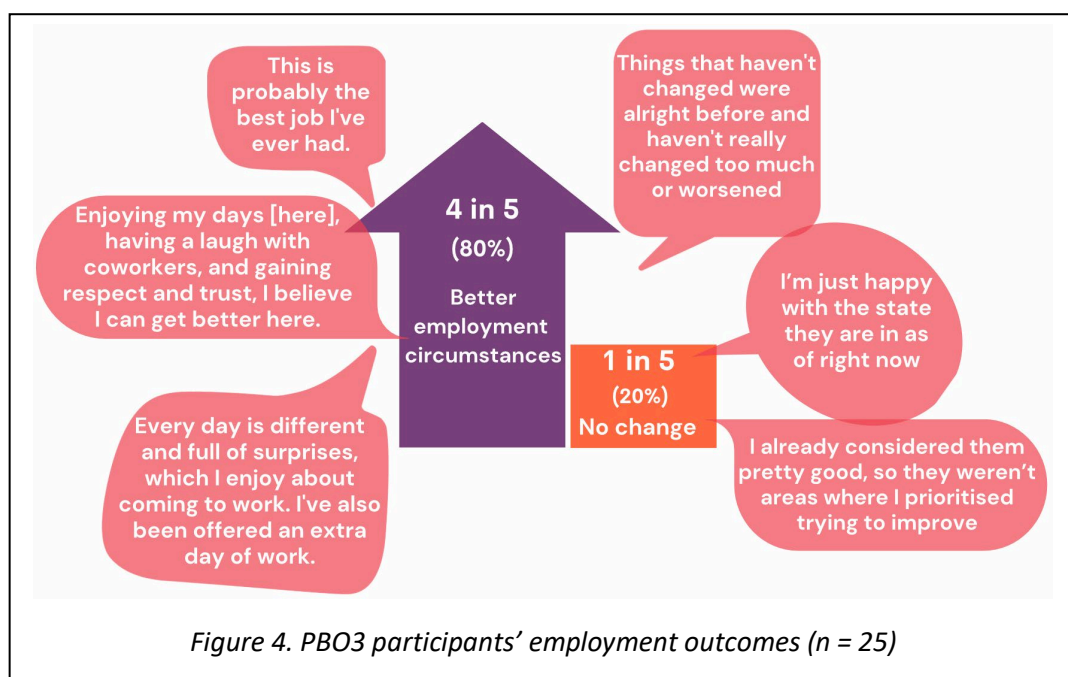 This is
probably the
best job I've
ever had.
Enjoying my days [here],
having a laugh with
coworkers, and gaining
respect and trust, I believe
I can get better here.
Every day is different
and full of surprises,
which I enjoy about
coming to work. I've also
been offered an extra
day of work.
4 in 5
(80%)
Better
employment
circumstances
1 in 5
(20%)
No change
Things that haven't
changed were
alright before and
haven't really
changed too much
or worsened
I’m just happy
with the state
they are in as
of right now
I already considered them
pretty good, so they weren’t
areas where I prioritised
trying to improve
Figure 4. PBO3 participants’ employment outcomes (n = 25)